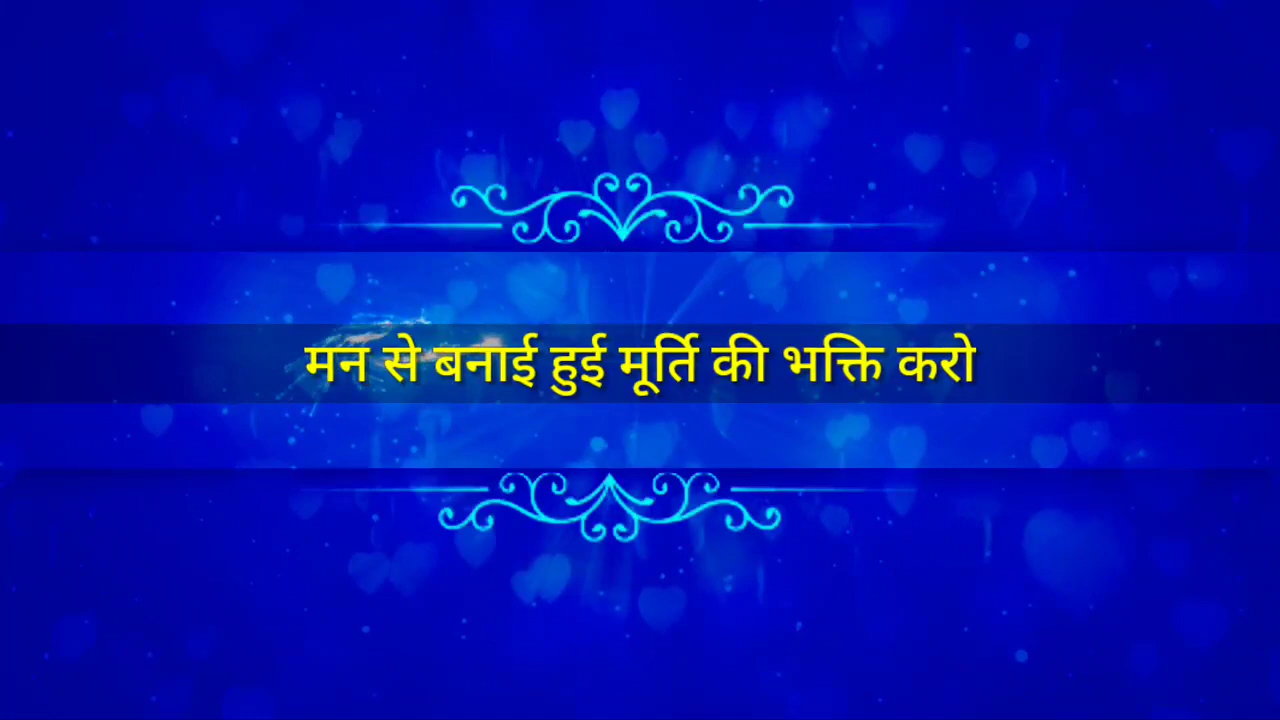 मन से बनाई हुई मूर्ति की भक्ति करो